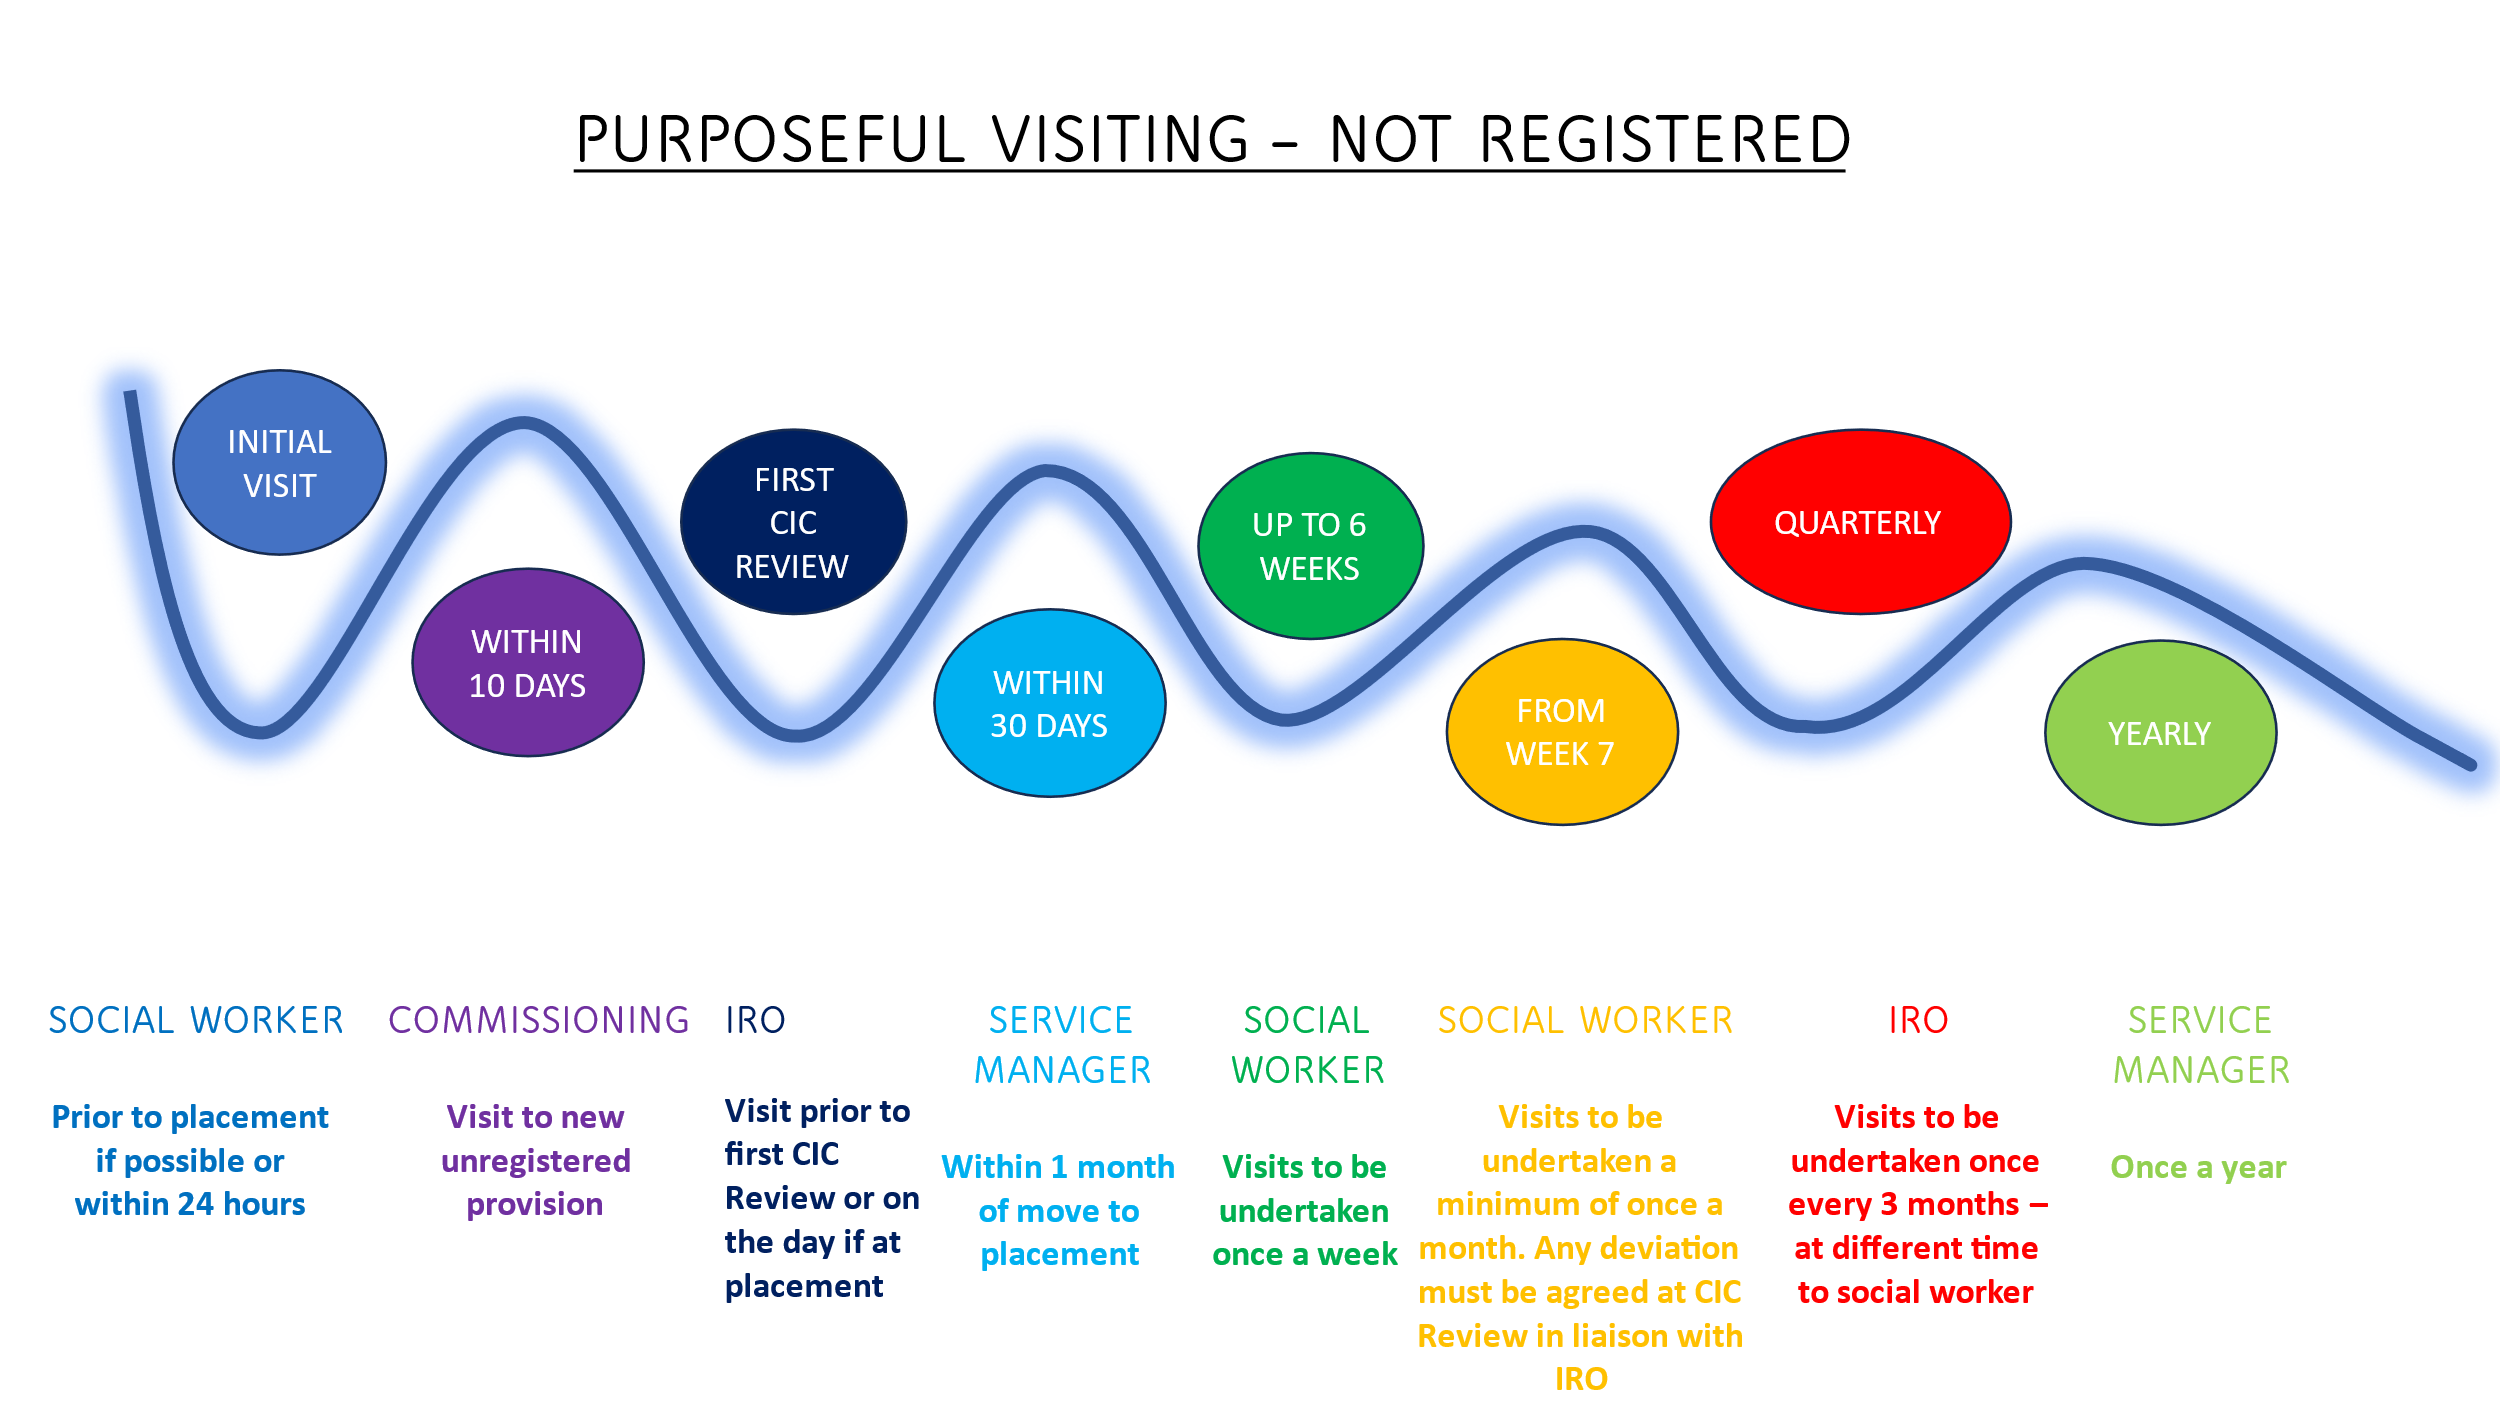 PURPOSEFUL VISITING – NOT REGISTERED
INITIAL
VISIT
WITHIN
10 DAYS
FIRST
CIC
REVIEW
WITHIN
30 DAYS
UP TO 6
WEEKS
FROM
WEEK 7
QUARTERLY
YEARLY
SOCIAL WORKER
Prior to placement
if possible or
within 24 hours
COMMISSIONING
Visit to new
unregistered
provision
IRO
Visit prior to
first CIC
Review or on
the day if at
placement
SERVICE
MANAGER
Within 1 month
of move to
placement
SOCIAL
WORKER
Visits to be
undertaken
once a week
SOCIAL WORKER
Visits to be
undertaken a
minimum of once a
month. Any deviation
must be agreed at CIC
Review in liaison with
IRO
IRO
Visits to be
undertaken once
every 3 months –
at different time
to social worker
SERVICE
MANAGER
Once a year